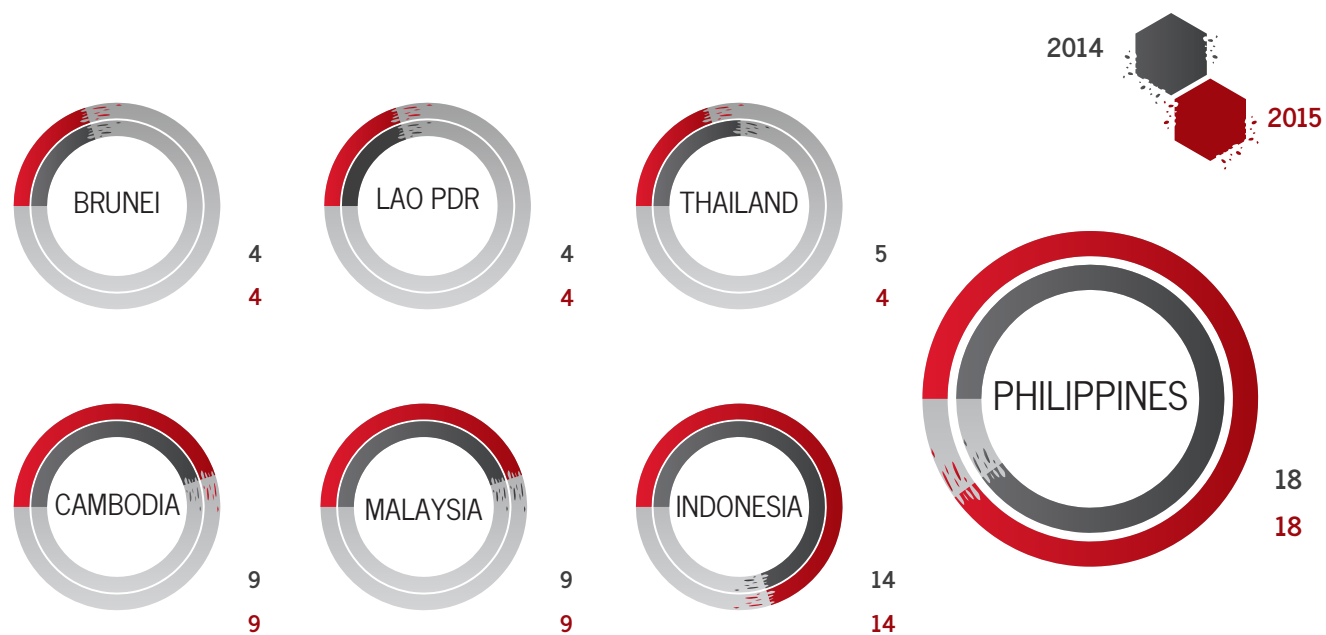 2014
2015
BRUNEI
4
4
LAO PDR
4
4
THAILAND
5
4
PHILIPPINES
18
18
CAMBODIA
9
9
MALAYSIA
9
9
INDONESIA
14
14